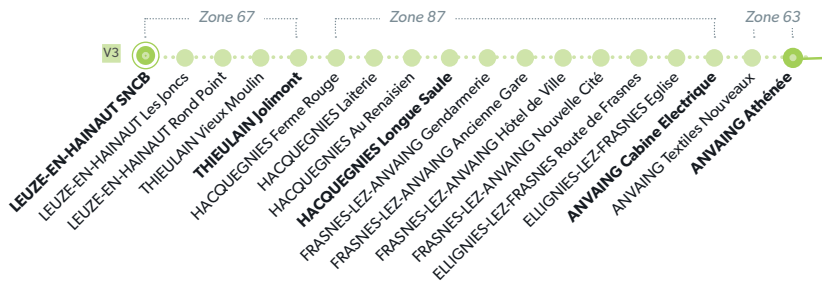 Zone 67
Zone 87
Zone 63
V3
LEUZE-EN-HAINAUT SNCB
LEUZE-EN-HAINAUT Les Joncs
LEUZE-EN-HAINAUT Rond Point
THIEULAIN Vieux Moulin
THIEULAIN Jolimont
HACQUEGNIES Ferme Rouge
HACQUEGNIES Laiterie
HACQUEGNIES Au Renaisien
HACQUEGNIES Longue Saule
FRASNES-LEZ-ANVAING Gendarmerie
FRASNES-LEZ-ANVAING Ancienne Gare
FRASNES-LEZ-ANVAING Hôtel de Ville
FRASNES-LEZ-ANVAING Nouvelle Cité
ELLIGNIES-LEZ-FRASNES Route de Frasnes
ELLIGNIES-LEZ-FRASNES Eglise
ANVAING Cabine Electrique
ANVAING Textiles Nouveaux
ANVAING Athénée